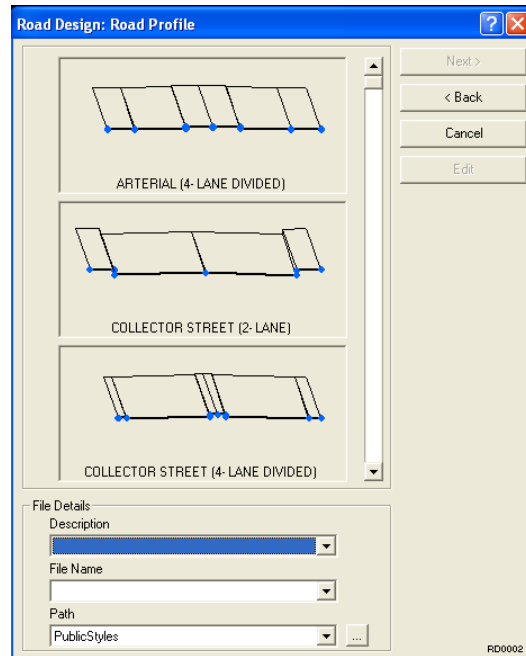 Road Design: Road Profile
Next >
< Back
Cancel
Edit
ARTERIAL (4- LANE DIVIDED)
COLLECTOR STREET (2- LANE)
COLLECTOR STREET (4- LANE DIVIDED)
File Details
Description
File Name
Path
PublicStyles
...
RD0002